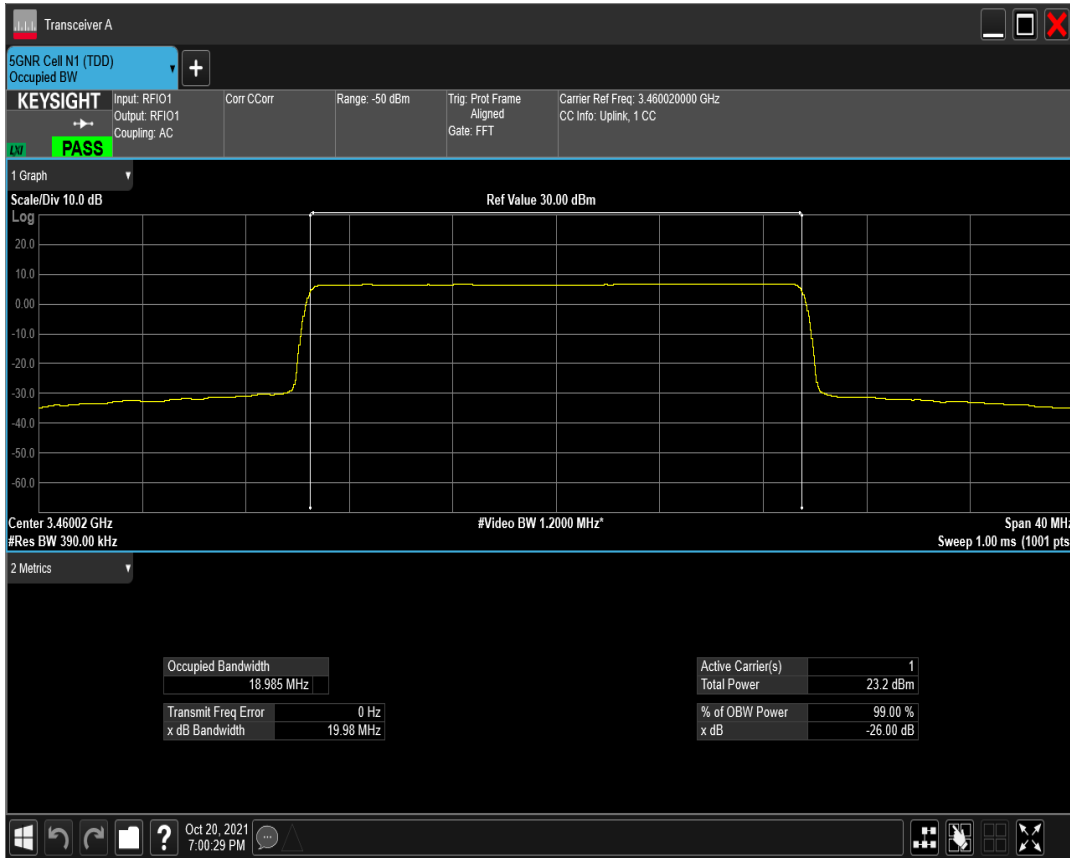 Transceiver A
5GNR Cell N1 (TDD)
Occupied BW
+
KEYSIGHT
LXI
PASS
Input: RFIO1
Output: RFIO1
Coupling: AC
Corr CCorr
Range: -50 dBm
Trig: Prot Frame
Aligned
Gate: FFT
Carrier Ref Freq: 3.460020000 GHz
CC Info: Uplink, 1 CC
1 Graph
Scale/Div 10.0 dB
Ref Value 30.00 dBm
Log
20.0
10.0
0.00
-10.0
-20.0
-30.0
-40.0
-50.0
-60.0
Center 3.46002 GHz
#Video BW 1.2000 MHz*
Span 40 MHz
#Res BW 390.00 kHz
Sweep 1.00 ms (1001 pts
2 Metrics
Occupied Bandwidth
18.985 MHz
Transmit Freq Error 0 Hz
x dB Bandwidth 19.98 MHz
Active Carrier(s) 1
Total Power 23.2 dBm
% of OBW Power 99.00 %
x dB -26.00 dB
?
Oct 20, 2021
7:00:29 PM